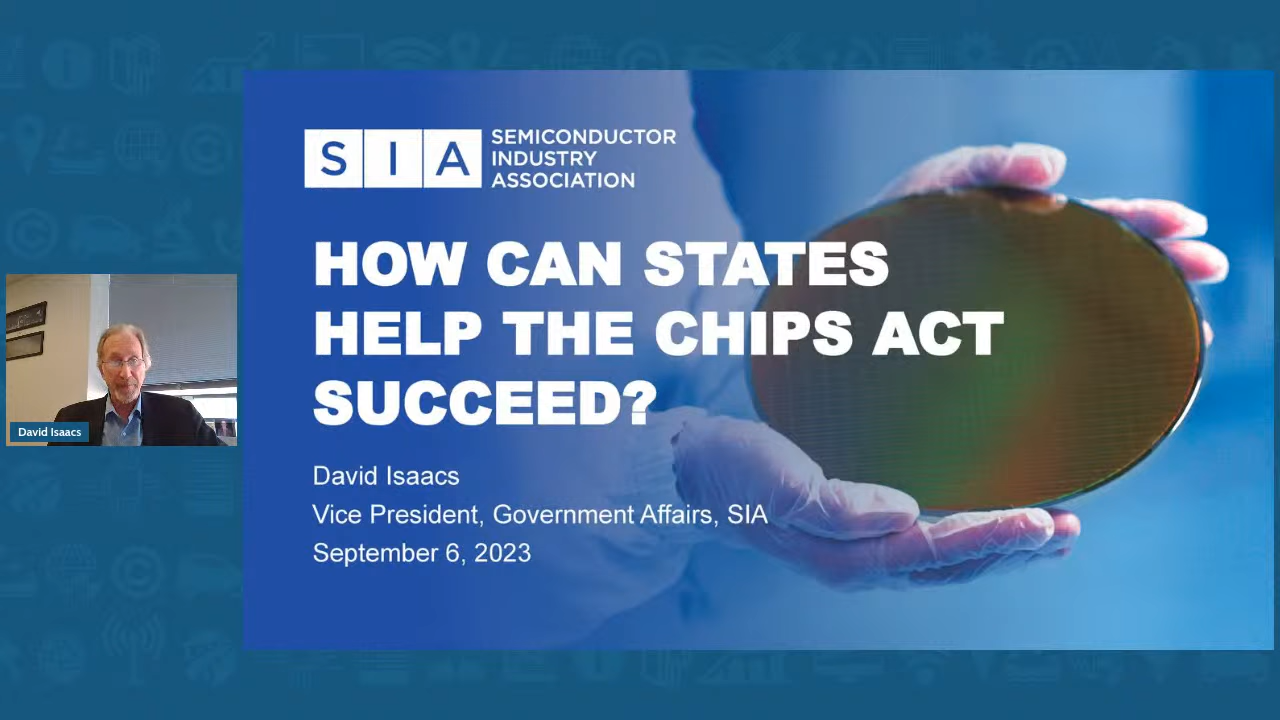 S I A
SEMICONDUCTOR
INDUSTRY
ASSOCIATION
HOW CAN STATES
HELP THE CHIPS ACT
SUCCEED?
David Isaacs
Vice President, Government Affairs, SIA
September 6, 2023
David Isaacs